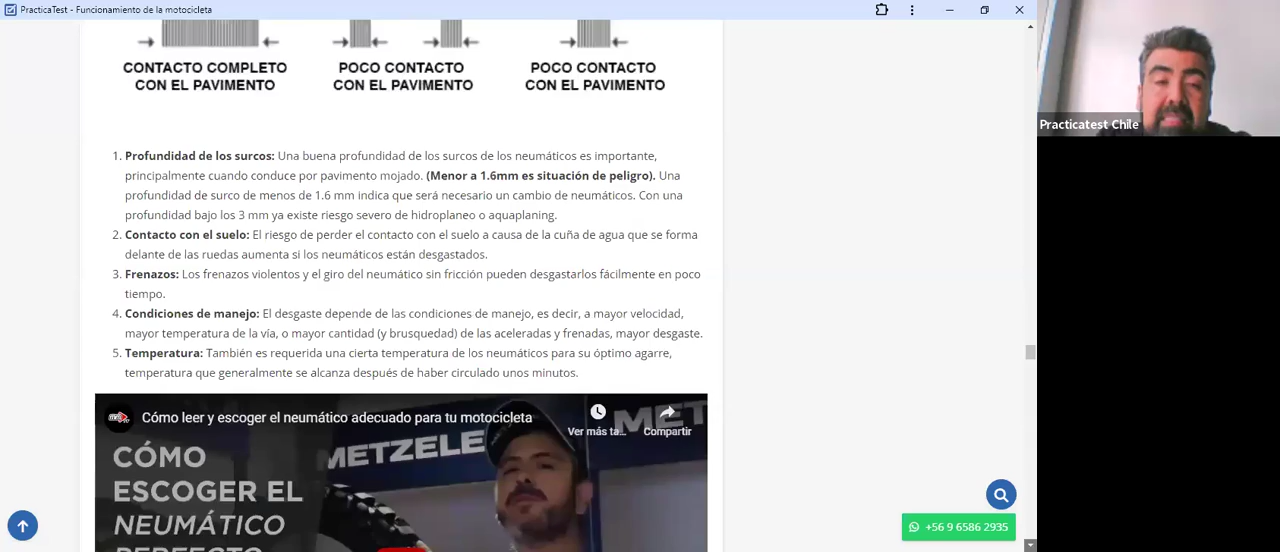 PracticaTest - Funcionamiento de la motocicleta
CONTACTO COMPLETO
CON EL PAVIMENTO
POCO CONTACTO
CON EL PAVIMENTO
POCO CONTACTO
CON EL PAVIMENTO
1. Profundidad de los surcos: Una buena profundidad de los surcos de los neumáticos es importante,
principalmente cuando conduce por pavimento mojado. (Menor a 1.6mm es situación de peligro). Una
profundidad de surco de menos de 1.6 mm indica que será necesario un cambio de neumáticos. Con una
profundidad bajo los 3 mm ya existe riesgo severo de hidroplaneo o aquaplaning.
2. Contacto con el suelo: El riesgo de perder el contacto con el suelo a causa de la cuña de agua que se forma
delante de las ruedas aumenta si los neumáticos están desgastados.
3. Frenazos: Los frenazos violentos y el giro del neumático sin fricción pueden desgastarlos fácilmente en poco
tiempo.
4. Condiciones de manejo: El desgaste depende de las condiciones de manejo, es decir, a mayor velocidad,
mayor temperatura de la vía, o mayor cantidad (y brusquedad) de las aceleradas y frenadas, mayor desgaste.
5. Temperatura: También es requerida una cierta temperatura de los neumáticos para su óptimo agarre,
temperatura que generalmente se alcanza después de haber circulado unos minutos.
Cómo leer y escoger el neumático adecuado para tu motocicleta
Ver más ta...
Compartir
METZELE
METZ
CÓMO
ESCOGER EL
NEUMÁTICO
PERFECTO
+56 9 6586 2935
Practicatest Chile